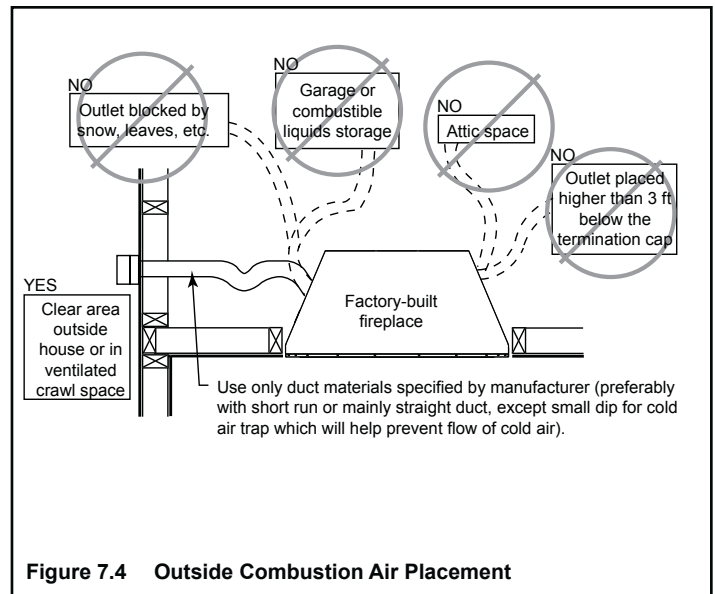 NO
Outlet blocked by
snow, leaves, etc.
NO
Garage or
combustible
liquids storage
NO
Attic space
NO
Outlet placed
higher than 3 ft
below the
termination cap
YES
Clear area
outside
house or in
ventilated
crawl space
Factory-built
fireplace
Use only duct materials specified by manufacturer (preferably
with short run or mainly straight duct, except small dip for cold
air trap which will help prevent flow of cold air).
Figure 7.4 Outside Combustion Air Placement